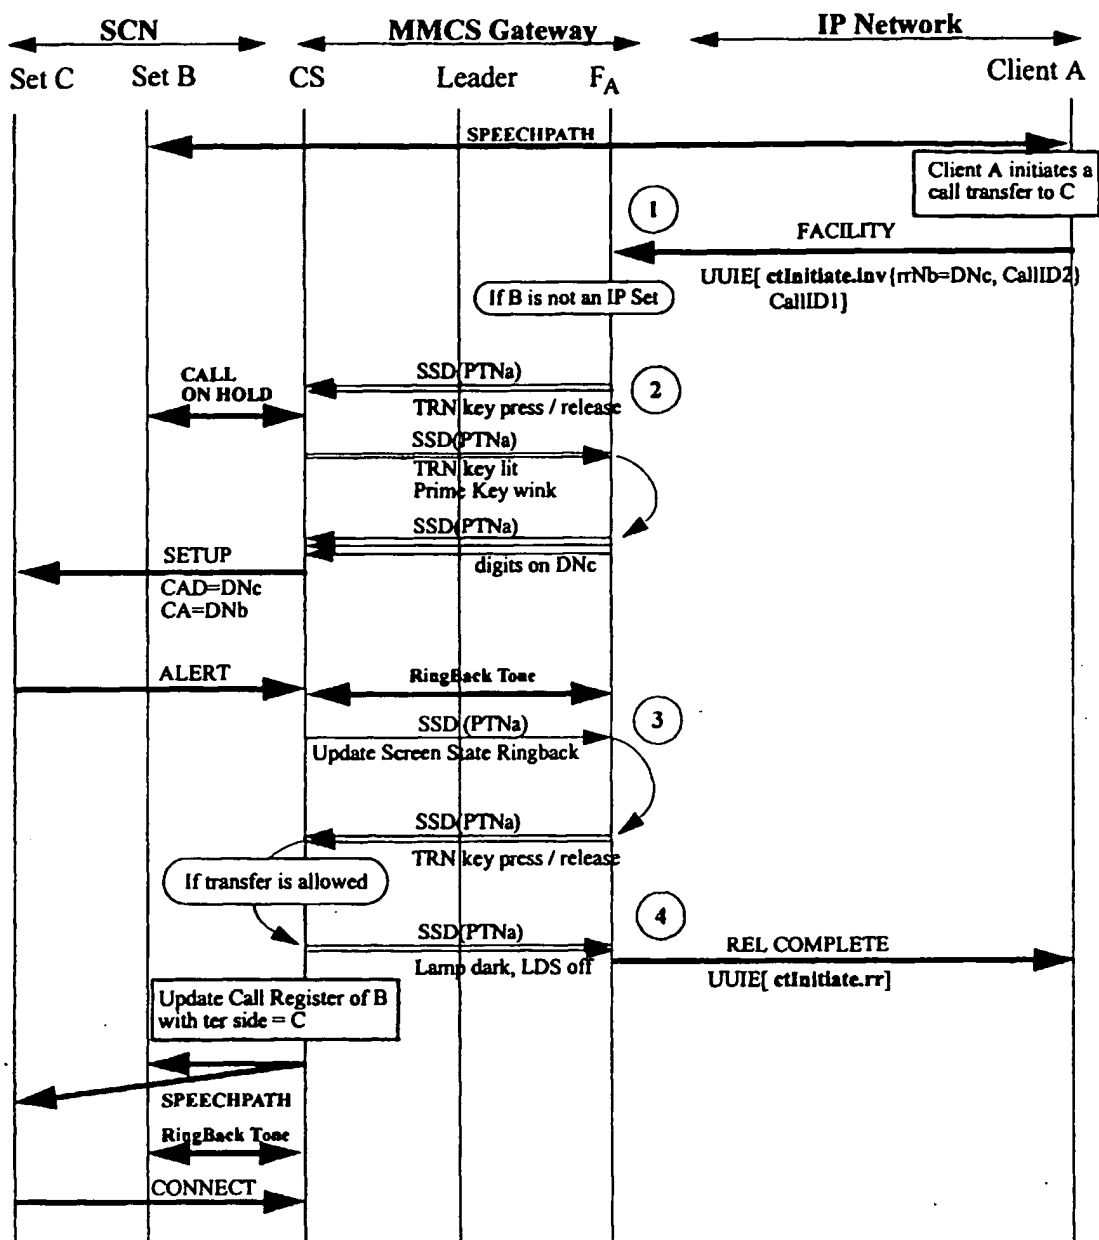 SCN MMCS Gateway IP Network
Set C Set B CS Leader FA Client A
SPEECHPATH
Client A initiates a
call transfer to C
1
FACILITY
UUIE[ ctInitiate.inv{rrNb=DNc, CallID2)
CallID1]
If B is not an IP Set
CALL
ON HOLD
SSD(PTNa)
2
TRN key press / release
SSD(PTNa)
TRN key lit
Prime Key wink
SSD(PTNa)
digits on DNc
SETUP
CAD=DNc
CA=DNb
ALERT
RingBack Tone
3
SSD (PTNa)
Update Screen State Ringback
SSD(PTNa)
TRN key press / release
If transfer is allowed
4
SSD(PTNa)
Lamp dark, LDS off
REL COMPLETE
UUIE[ ctInitiate.rr]
Update Call Register of B
with ter side = C
SPEECHPATH
RingBack Tone
CONNECT